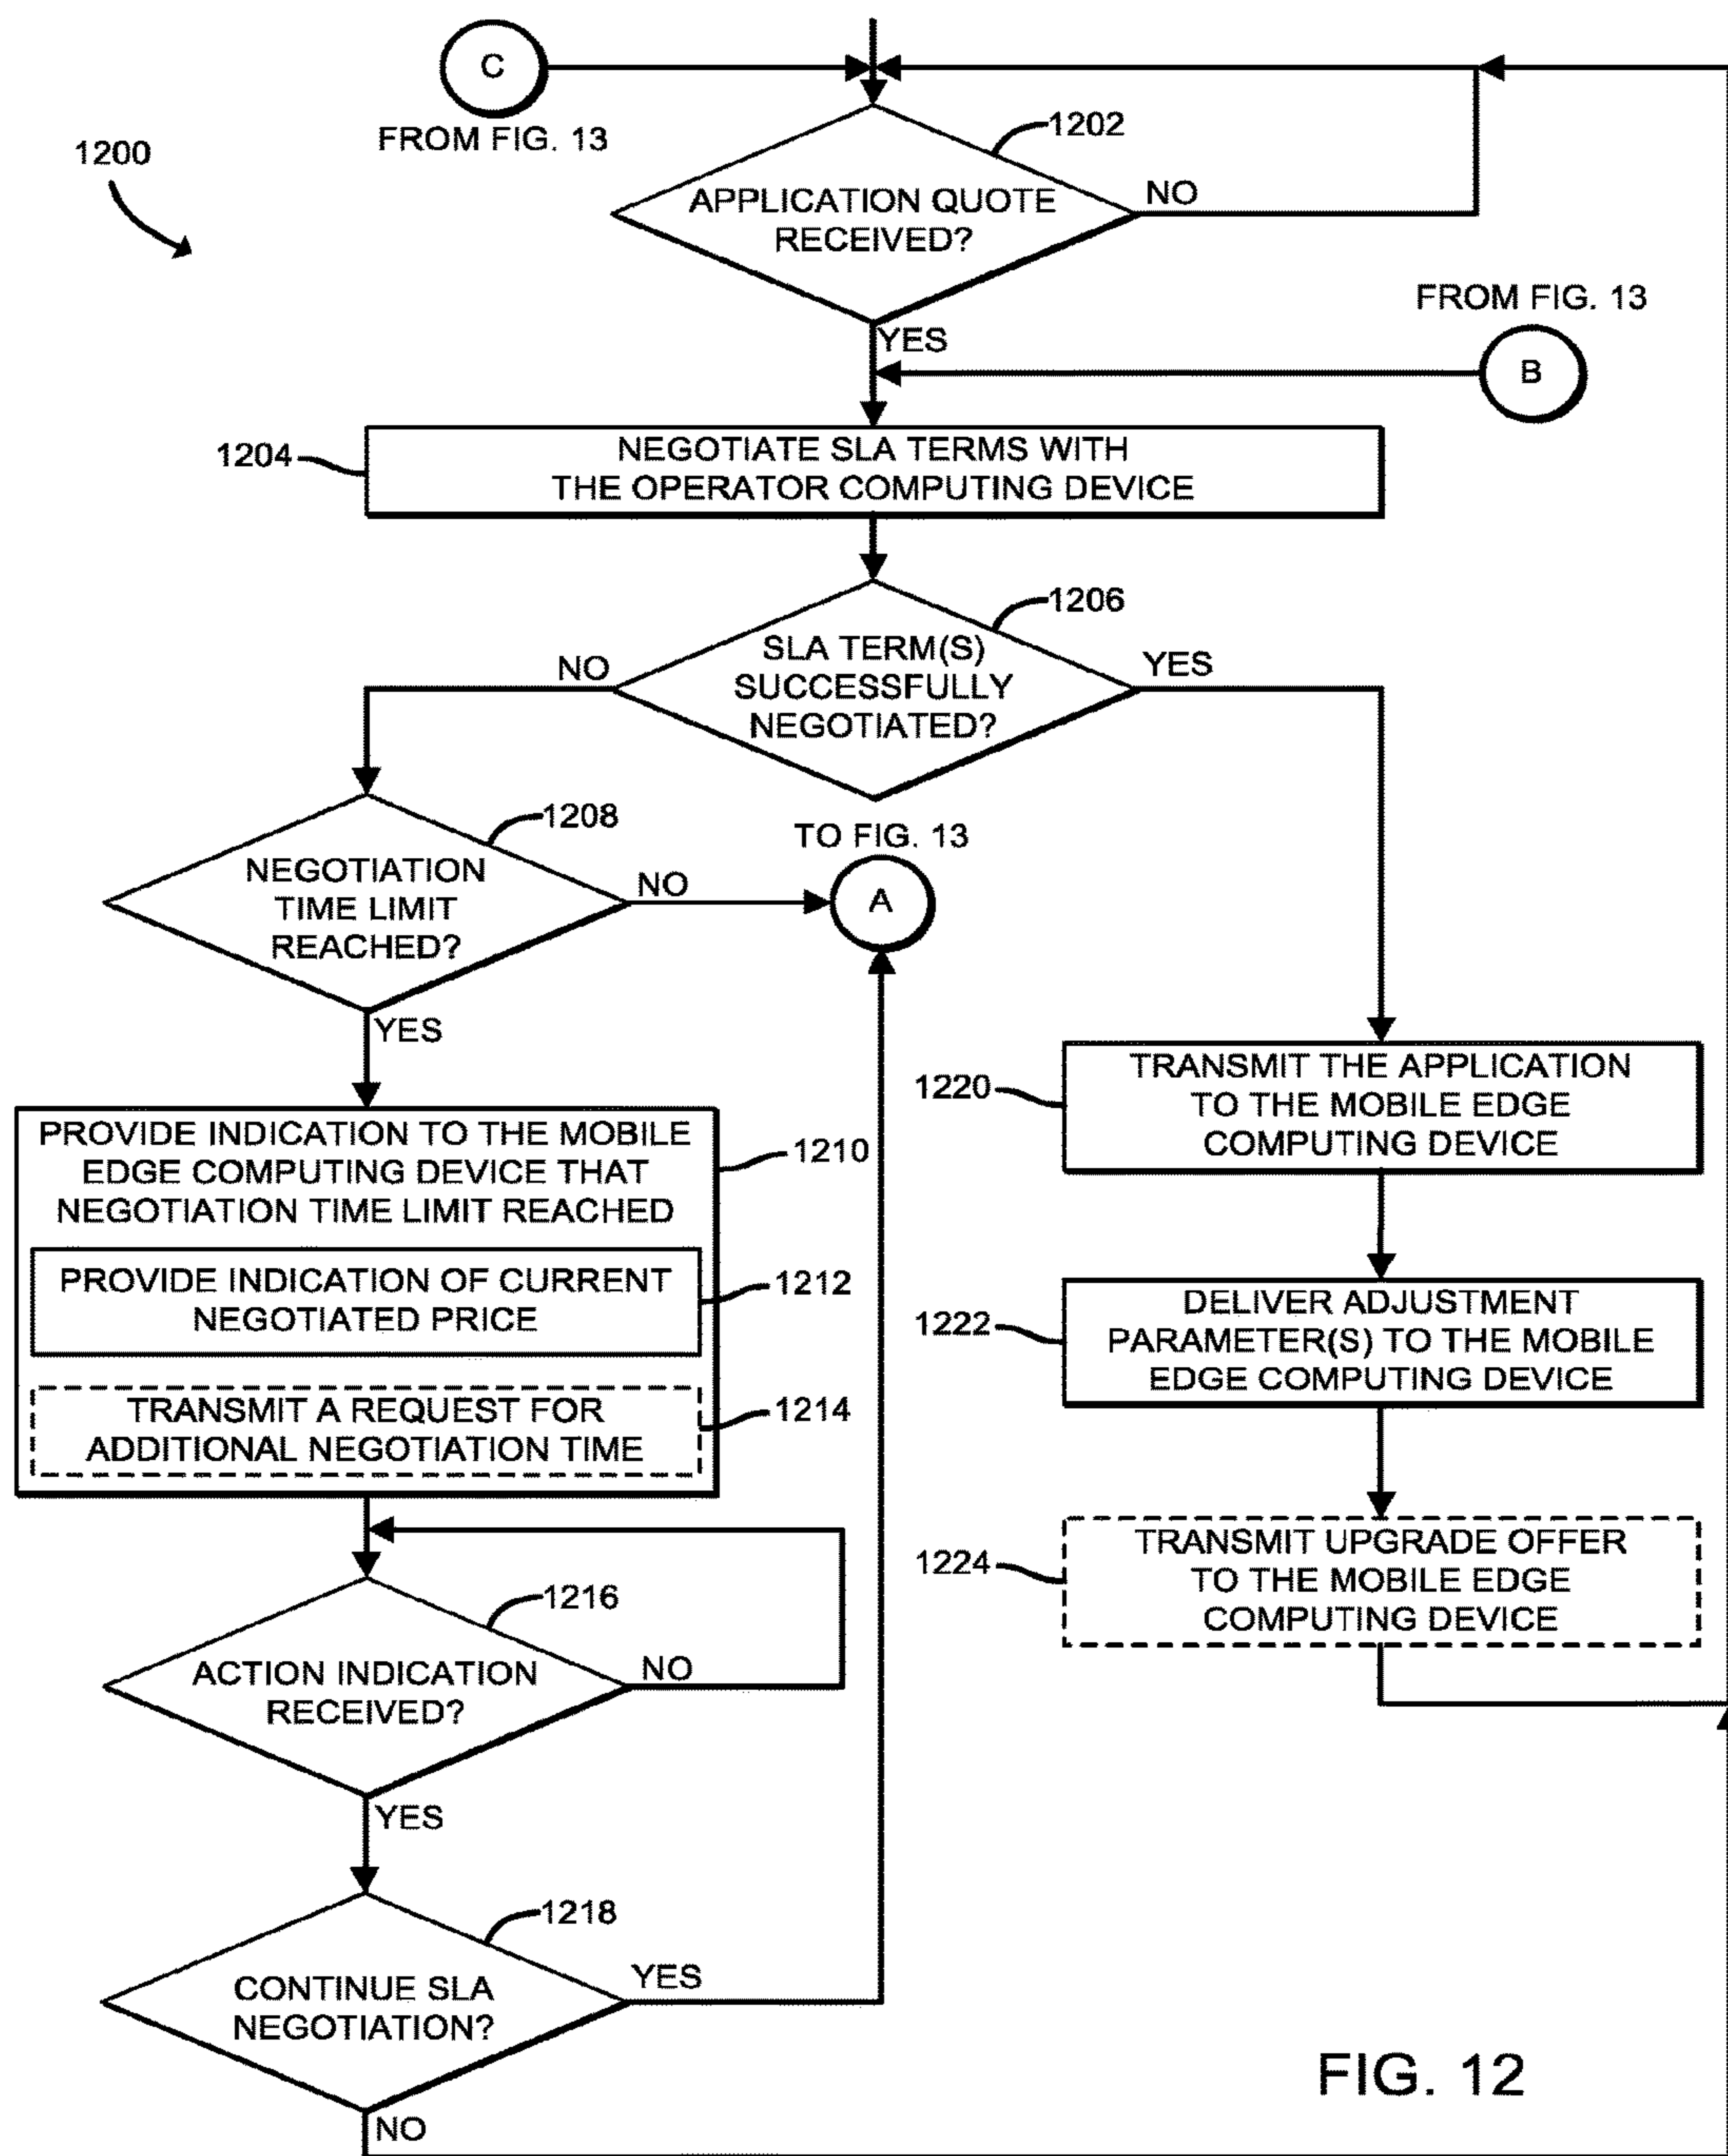 C
FROM FIG. 13
1200
1202
APPLICATION QUOTE
RECEIVED?
NO
YES
FROM FIG. 13
B
1204
NEGOTIATE SLA TERMS WITH
THE OPERATOR COMPUTING DEVICE
1206
SLA TERM(S)
SUCCESSFULLY
NEGOTIATED?
NO
YES
1208
NEGOTIATION
TIME LIMIT
REACHED?
NO
YES
TO FIG. 13
A
PROVIDE INDICATION TO THE MOBILE
EDGE COMPUTING DEVICE THAT
NEGOTIATION TIME LIMIT REACHED
1210
PROVIDE INDICATION OF CURRENT
NEGOTIATED PRICE
1212
TRANSMIT A REQUEST FOR
ADDITIONAL NEGOTIATION TIME
1214
1216
ACTION INDICATION
RECEIVED?
NO
YES
1218
CONTINUE SLA
NEGOTIATION?
YES
NO
1220
TRANSMIT THE APPLICATION
TO THE MOBILE EDGE
COMPUTING DEVICE
1222
DELIVER ADJUSTMENT
PARAMETER(S) TO THE MOBILE
EDGE COMPUTING DEVICE
1224
TRANSMIT UPGRADE OFFER
TO THE MOBILE EDGE
COMPUTING DEVICE
FIG. 12